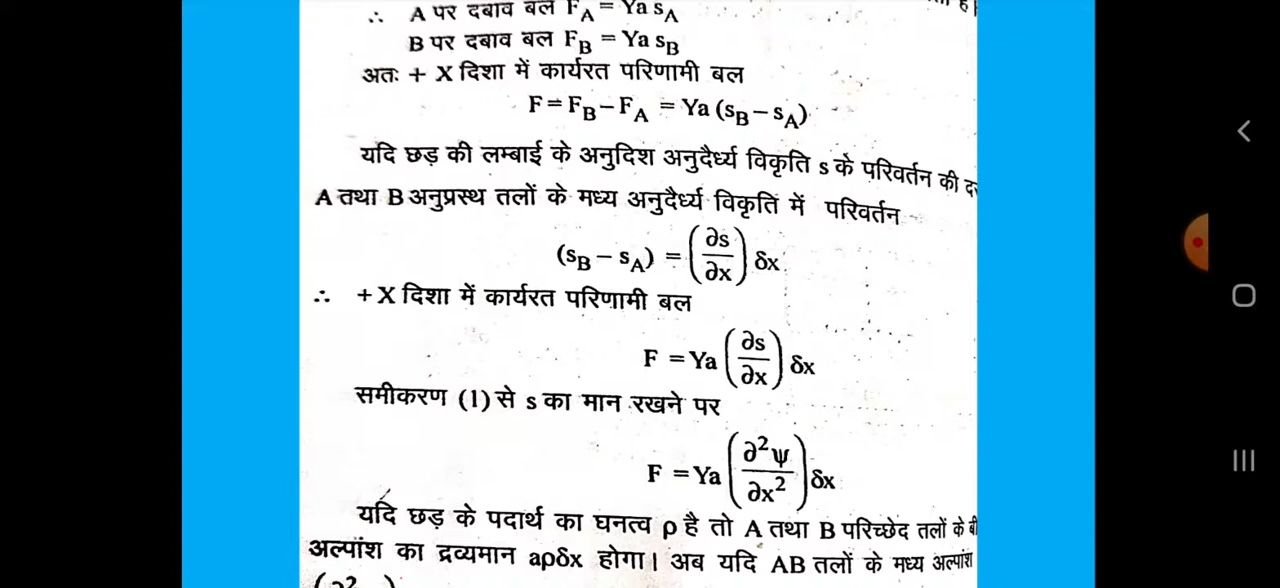 ∴ A पर दबाव बल F_A = Ya s_A
B पर दबाव बल F_B = Ya s_B
अतः + X दिशा में कार्यरत परिणामी बल
F = F_B − F_A = Ya (s_B − s_A)
यदि छड़ की लम्बाई के अनुदिश अनुदैर्ध्य विकृति s के परिवर्तन की
A तथा B अनुप्रस्थ तलों के मध्य अनुदैर्ध्य विकृति में परिवर्तन
(s_B − s_A) = (∂s/∂x) δx
∴ + X दिशा में कार्यरत परिणामी बल
F = Ya (∂s/∂x) δx
समीकरण (1) से s का मान रखने पर
F = Ya (∂²ψ/∂x²) δx
यदि छड़ के पदार्थ का घनत्व ρ है तो A तथा B परिच्छेद तलों के
अल्पांश का द्रव्यमान aρδx होगा। अब यदि AB तलों के मध्य अल्पांश